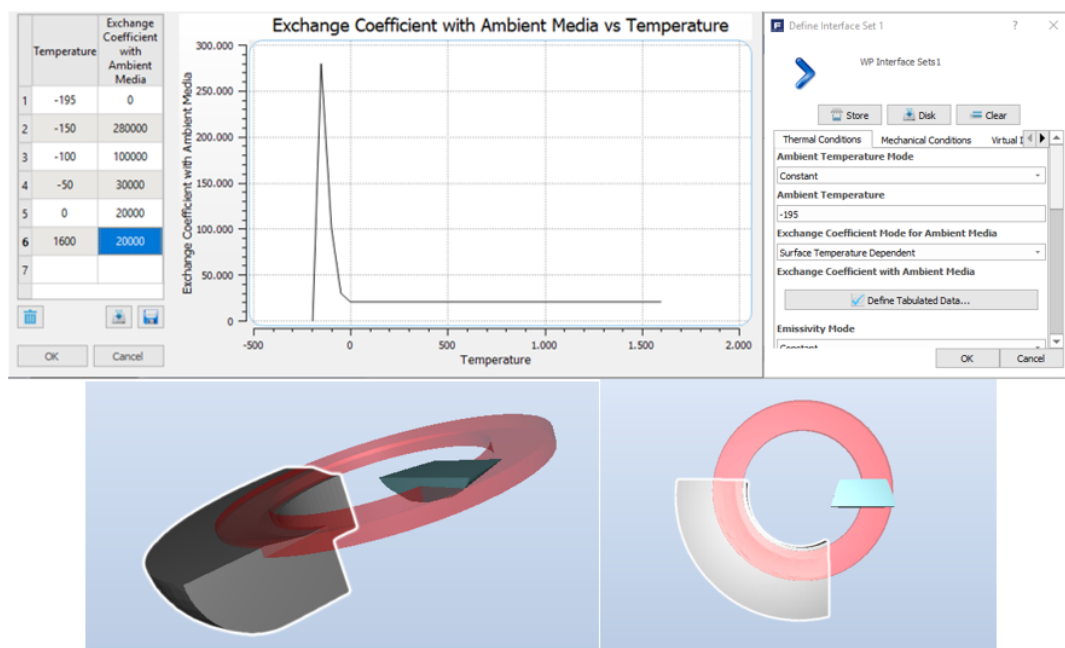 Temperature
Exchange
Coefficient
with
Ambient
Media
1 -195 0
2 -150 280000
3 -100 100000
4 -50 30000
5 0 20000
6 1600 20000
7
OK Cancel
Exchange Coefficient with Ambient Media vs Temperature
Exchange Coefficient with Ambient Media
300.000
250.000
200.000
150.000
100.000
50.000
0
-500 0 500 1.000 1.500 2.000
Temperature
F Define Interface Set 1 ? ×
WP Interface Sets1
Store Disk Clear
Thermal Conditions Mechanical Conditions Virtual
Ambient Temperature Mode
Constant
Ambient Temperature
-195
Exchange Coefficient Mode for Ambient Media
Surface Temperature Dependent
Exchange Coefficient with Ambient Media
Define Tabulated Data...
Emissivity Mode
Constant
OK Cancel